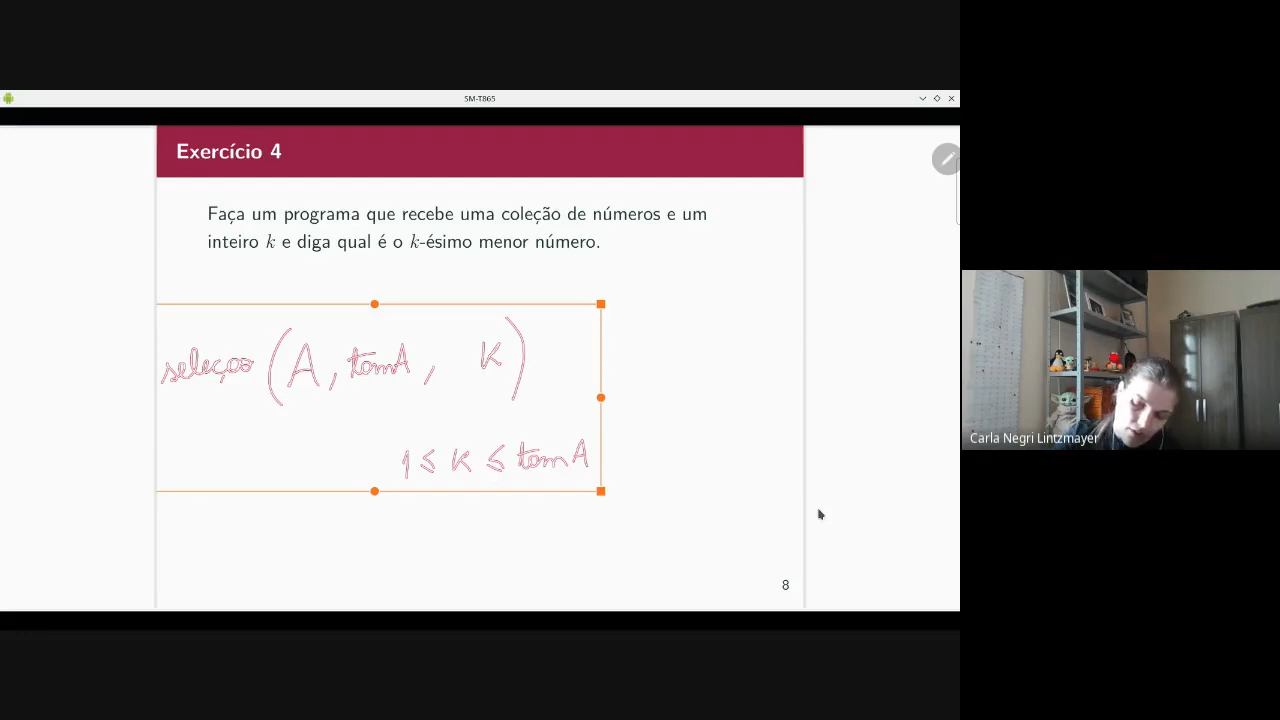 SM-T865
Exercício 4
Faça um programa que recebe uma coleção de números e um
inteiro k e diga qual é o k-ésimo menor número.
seleção (A, tamA, K)
1 ≤ K ≤ tamA
Carla Negri Lintzmayer
8